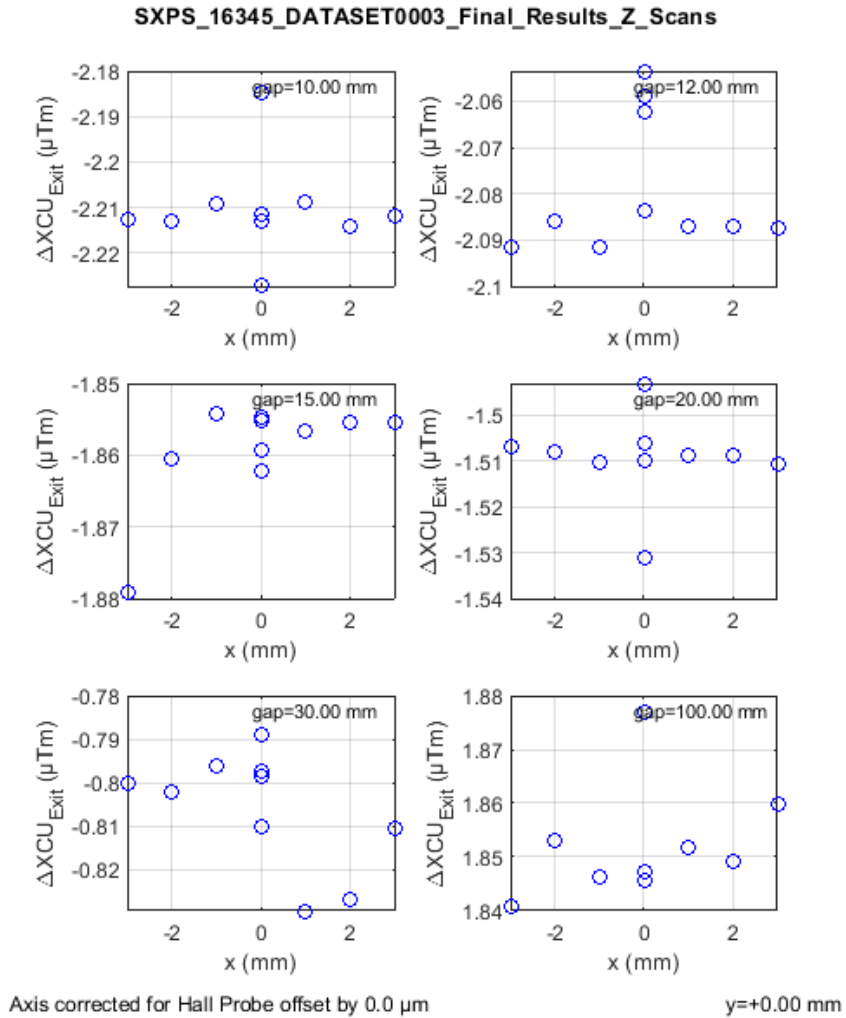 SXPS_16345_DATASET0003_Final_Results_Z_Scans
gap=10.00 mm
-2.18
-2.19
-2.2
-2.21
-2.22
ΔXCU_Exit (μTm)
-2 0 2
x (mm)
gap=12.00 mm
-2.06
-2.07
-2.08
-2.09
-2.1
ΔXCU_Exit (μTm)
-2 0 2
x (mm)
gap=15.00 mm
-1.85
-1.86
-1.87
-1.88
ΔXCU_Exit (μTm)
-2 0 2
x (mm)
gap=20.00 mm
-1.5
-1.51
-1.52
-1.53
-1.54
ΔXCU_Exit (μTm)
-2 0 2
x (mm)
gap=30.00 mm
-0.78
-0.79
-0.8
-0.81
-0.82
ΔXCU_Exit (μTm)
-2 0 2
x (mm)
gap=100.00 mm
1.88
1.87
1.86
1.85
1.84
ΔXCU_Exit (μTm)
-2 0 2
x (mm)
Axis corrected for Hall Probe offset by 0.0 μm
y=+0.00 mm